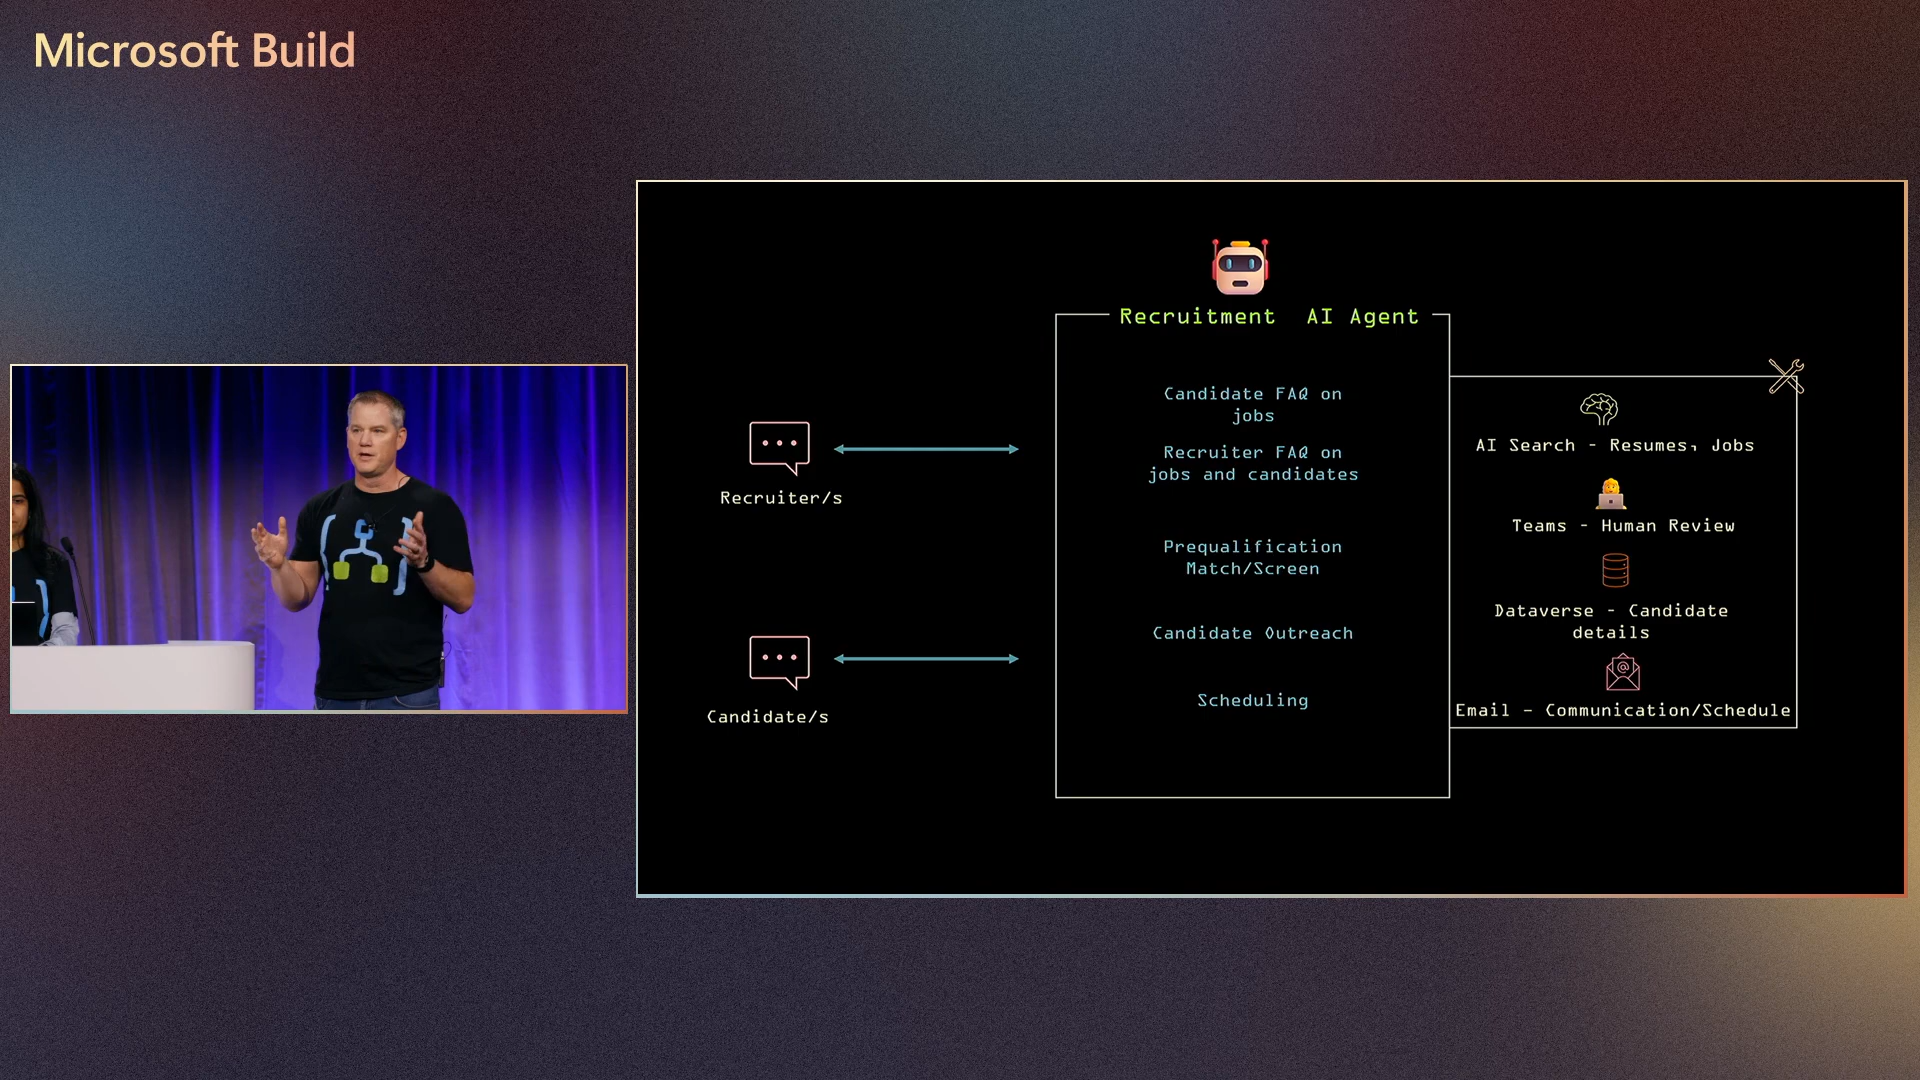 Microsoft Build
Recruitment AI Agent
Candidate FAQ on
jobs
Recruiter FAQ on
jobs and candidates
Prequalification
Match/Screen
Candidate Outreach
Scheduling
Recruiter/s
Candidate/s
AI Search - Resumes, Jobs
Teams - Human Review
Dataverse - Candidate
details
Email - Communication/Schedule